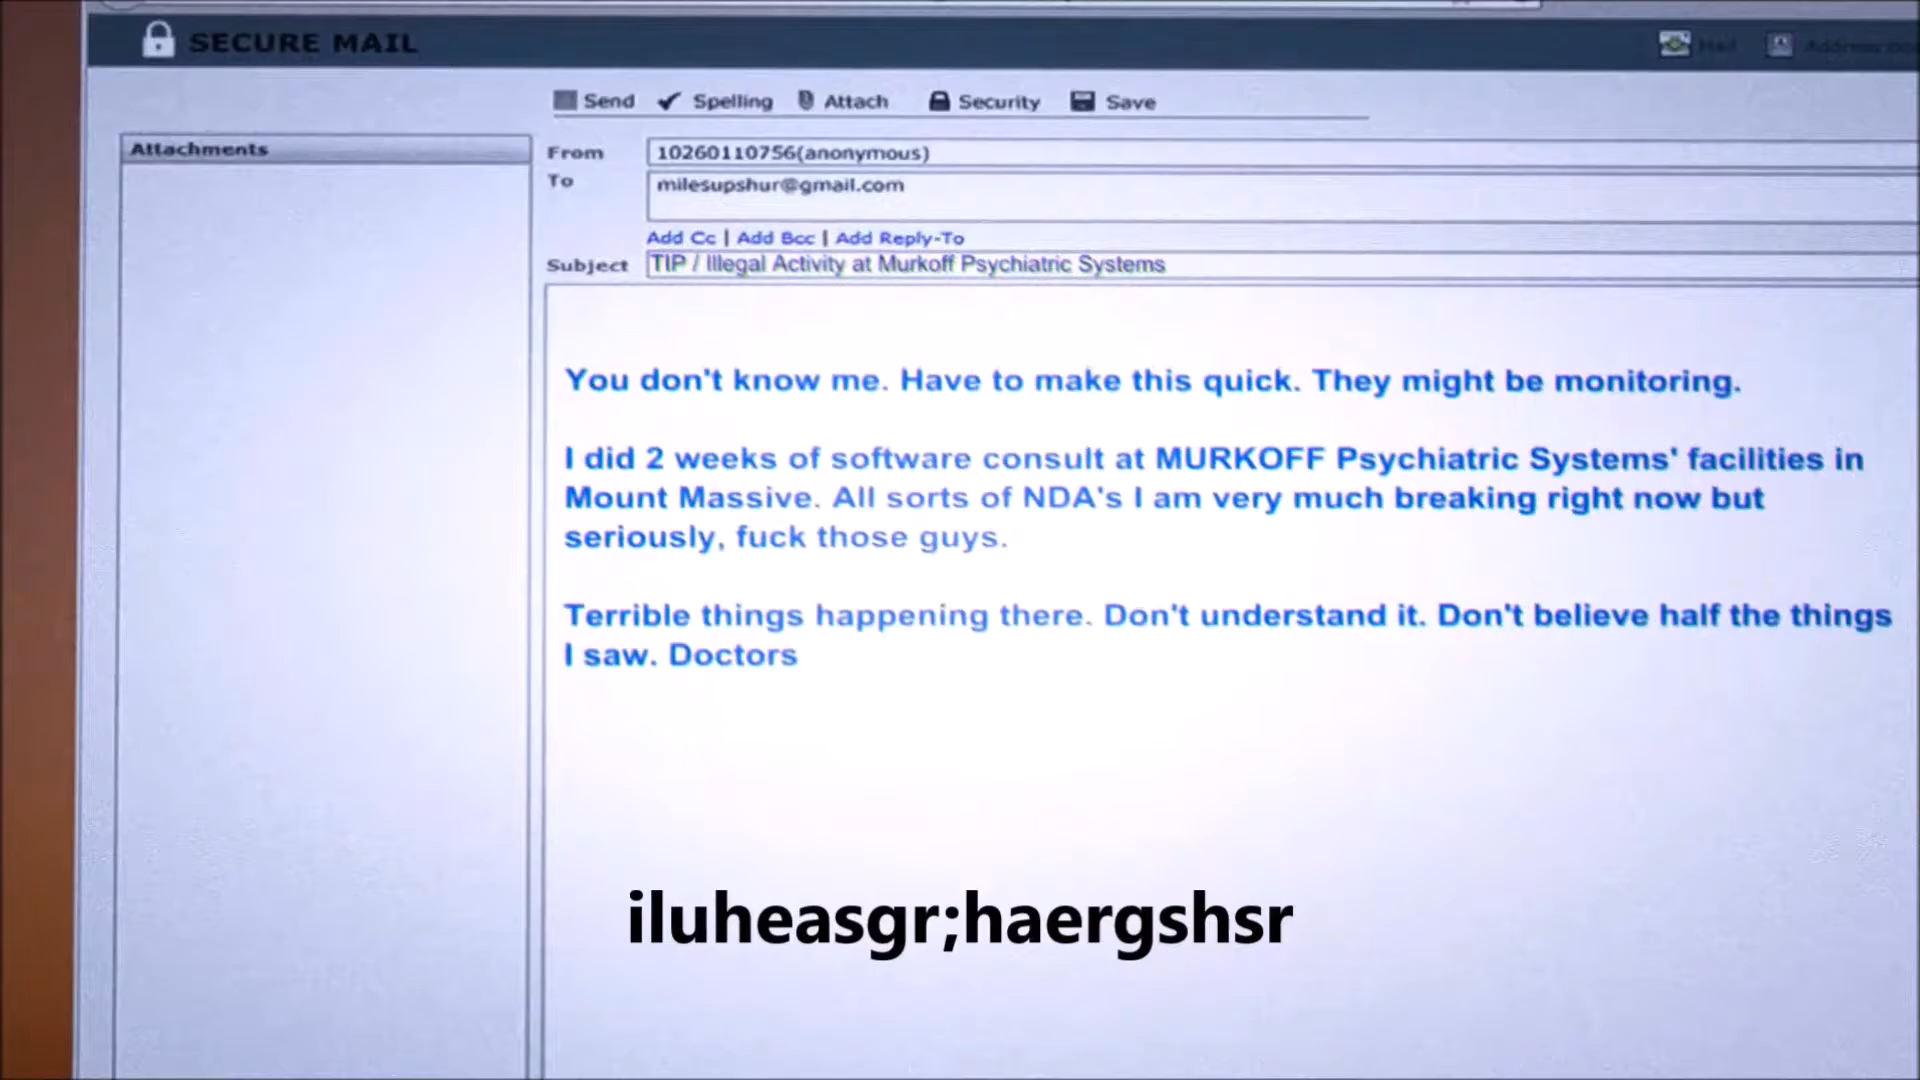 SECURE MAIL
Mail
Send Spelling Attach Security Save
Attachments
From 10260110756(anonymous)
To milesupshur@gmail.com
Add Cc | Add Bcc | Add Reply-To
Subject TIP / Illegal Activity at Murkoff Psychiatric Systems
You don't know me. Have to make this quick. They might be monitoring.
I did 2 weeks of software consult at MURKOFF Psychiatric Systems' facilities in
Mount Massive. All sorts of NDA's I am very much breaking right now but
seriously, fuck those guys.
Terrible things happening there. Don't understand it. Don't believe half the things
I saw. Doctors
iluheasgr;haergshsr